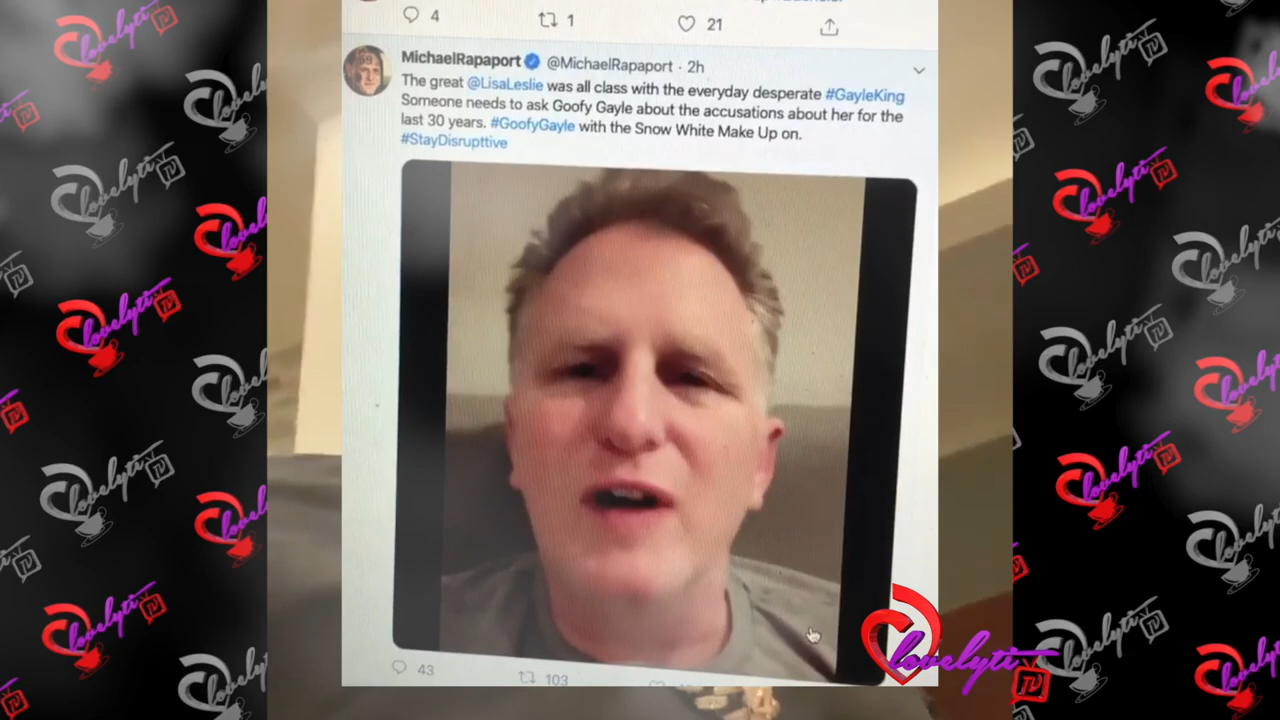 4
1
21
MichaelRapaport @MichaelRapaport · 2h
The great @LisaLeslie was all class with the everyday desperate #GayleKing
Someone needs to ask Goofy Gayle about the accusations about her for the
last 30 years. #GoofyGayle with the Snow White Make Up on.
#StayDisrupttive
43
103
lovelyti
TV